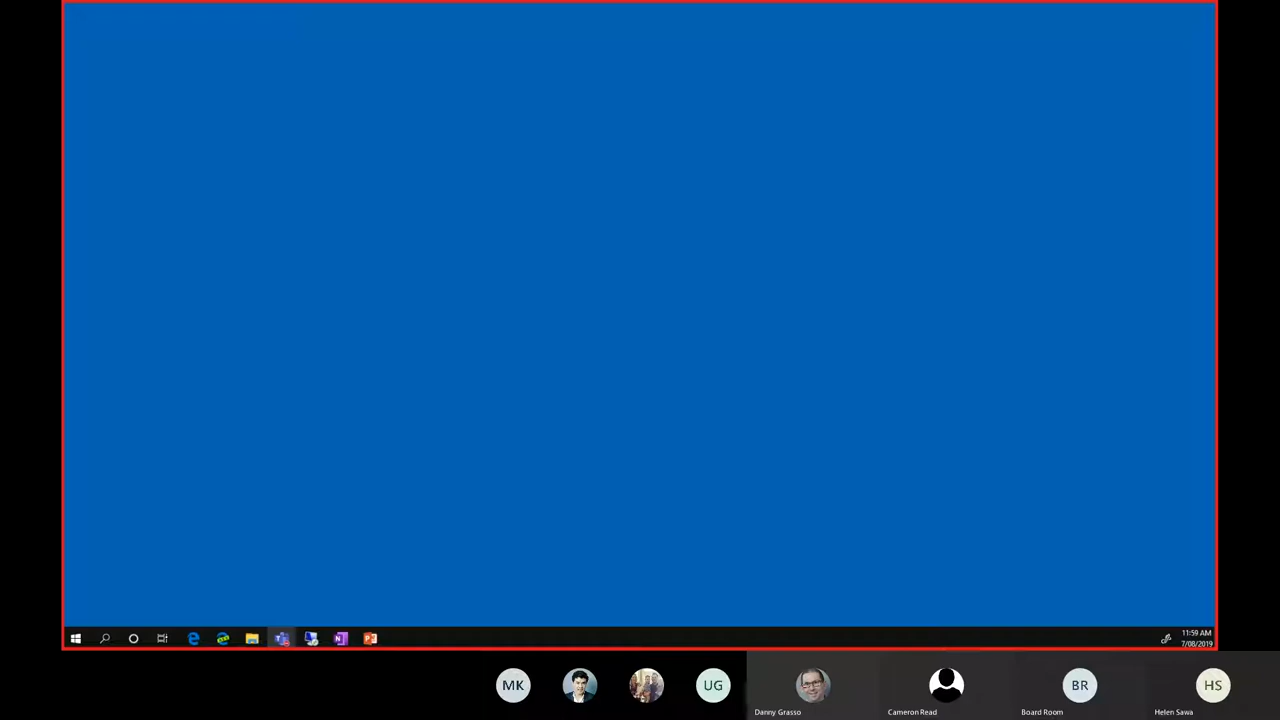 11:59 AM
7/08/2019
MK
UG
BR
HS
Danny Grasso
Cameron Read
Board Room
Helen Sawa